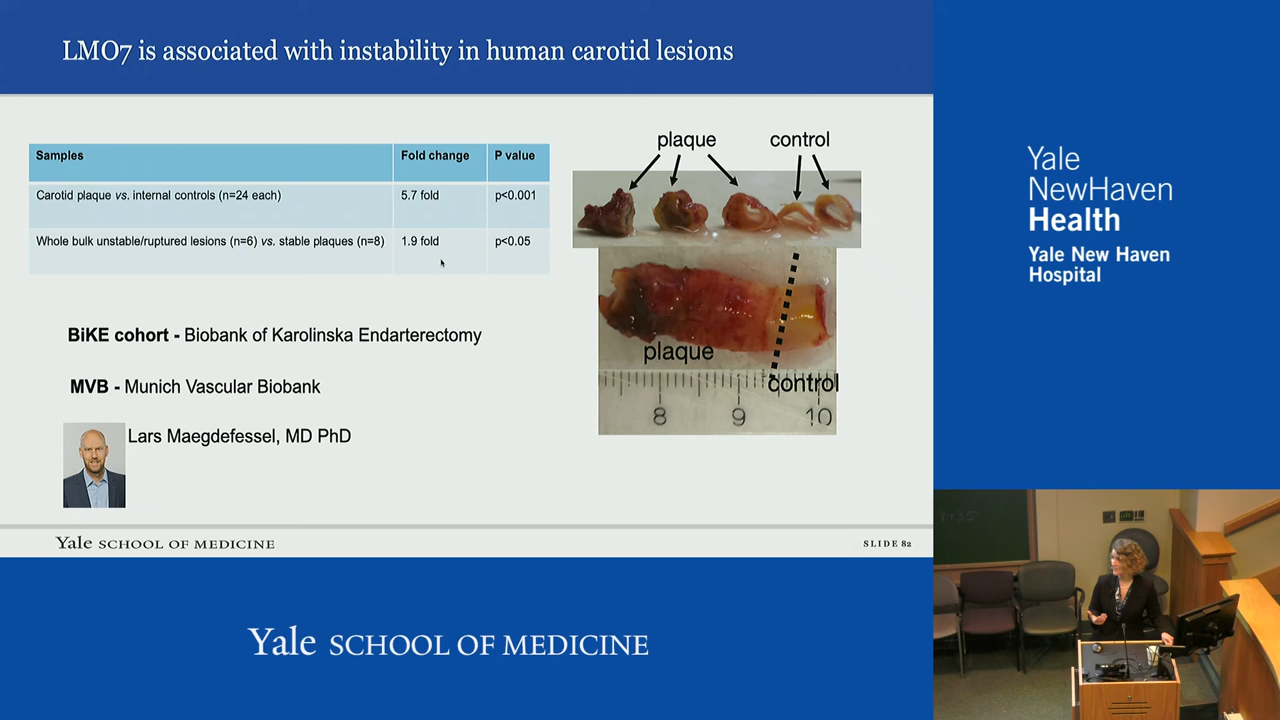 LMO7 is associated with instability in human carotid lesions
Samples Fold change P value
Carotid plaque vs. internal controls (n=24 each) 5.7 fold p<0.001
Whole bulk unstable/ruptured lesions (n=6) vs. stable plaques (n=8) 1.9 fold p<0.05
plaque control
plaque
control
8 9 10
BiKE cohort - Biobank of Karolinska Endarterectomy
MVB - Munich Vascular Biobank
Lars Maegdefessel, MD PhD
Yale SCHOOL OF MEDICINE
SLIDE 82
Yale SCHOOL OF MEDICINE
Yale
NewHaven
Health
Yale New Haven
Hospital